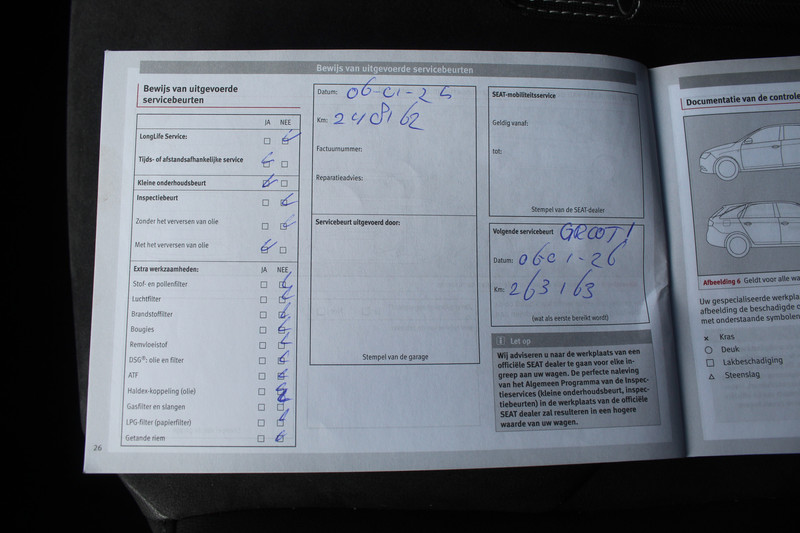 Bewijs van uitgevoerde servicebeurten
Bewijs van uitgevoerde
servicebeurten
JA NEE
LongLife Service:
Tijds- of afstandsafhankelijke service
Kleine onderhoudsbeurt
Inspectiebeurt
Zonder het verversen van olie
Met het verversen van olie
Extra werkzaamheden: JA NEE
Stof- en pollenfilter
Luchtfilter
Brandstoffilter
Bougies
Remvloeistof
DSG®: olie en filter
ATF
Haldex-koppeling (olie)
Gasfilter en slangen
LPG-filter (papierfilter)
Getande riem
26
Datum: 06-01-25
Km: 248162
Factuurnummer:
Reparatieadvies:
Servicebeurt uitgevoerd door:
Stempel van de garage
SEAT-mobiliteitsservice
Geldig vanaf:
tot:
Stempel van de SEAT-dealer
Volgende servicebeurt GROOT!
Datum: 06-01-26
Km: 263163
(wat als eerste bereikt wordt)
i Let op
Wij adviseren u naar de werkplaats van een
officiële SEAT dealer te gaan voor elke in-
greep aan uw wagen. De perfecte naleving
van het Algemeen Programma van de Inspec-
tieservices (kleine onderhoudsbeurt, inspec-
tiebeurten) in de werkplaats van de officiële
SEAT dealer zal resulteren in een hogere
waarde van uw wagen.
Documentatie van de controle
Afbeelding 6 Geldt voor alle wa
Uw gespecialiseerde werkpla
afbeelding de beschadigde
met onderstaande symbolen
Kras
Deuk
Lakbeschadiging
Steenslag